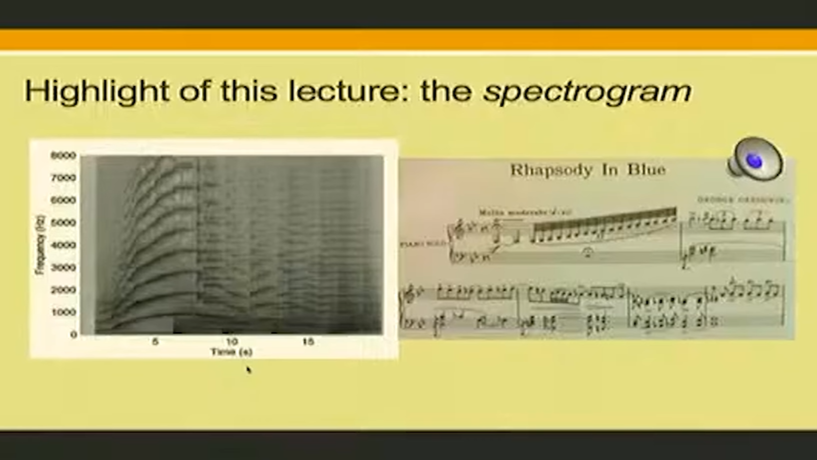 Highlight of this lecture: the spectrogram
8000
7000
6000
5000
4000
3000
2000
1000
0
Frequency (Hz)
5
10
15
Time (s)
Rhapsody In Blue
GEORGE GERSHWIN
Molto moderato
PIANO SOLO